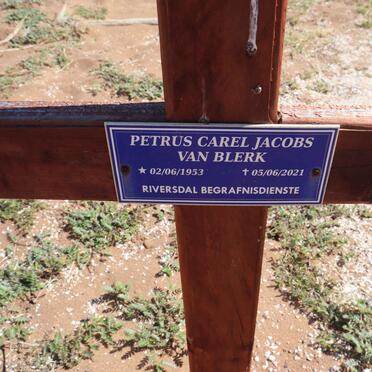 PETRUS CAREL JACOBS
VAN BLERK
★ 02/06/1953 ✝ 05/06/2021
RIVERSDAL BEGRAFNISDIENSTE